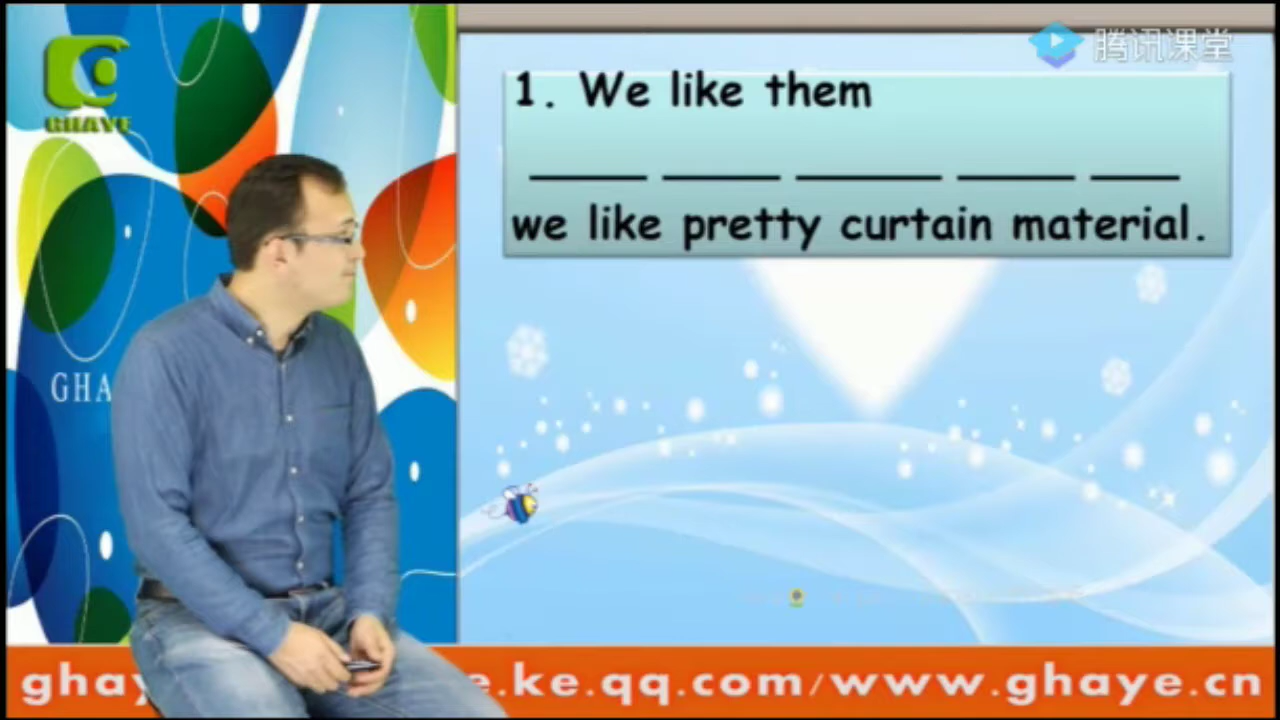 GHAYE
腾讯课堂
1. We like them
_____ _____ ______ _____ ____
we like pretty curtain material.
GHA
ghay
e.ke.qq.com/www.ghaye.cn